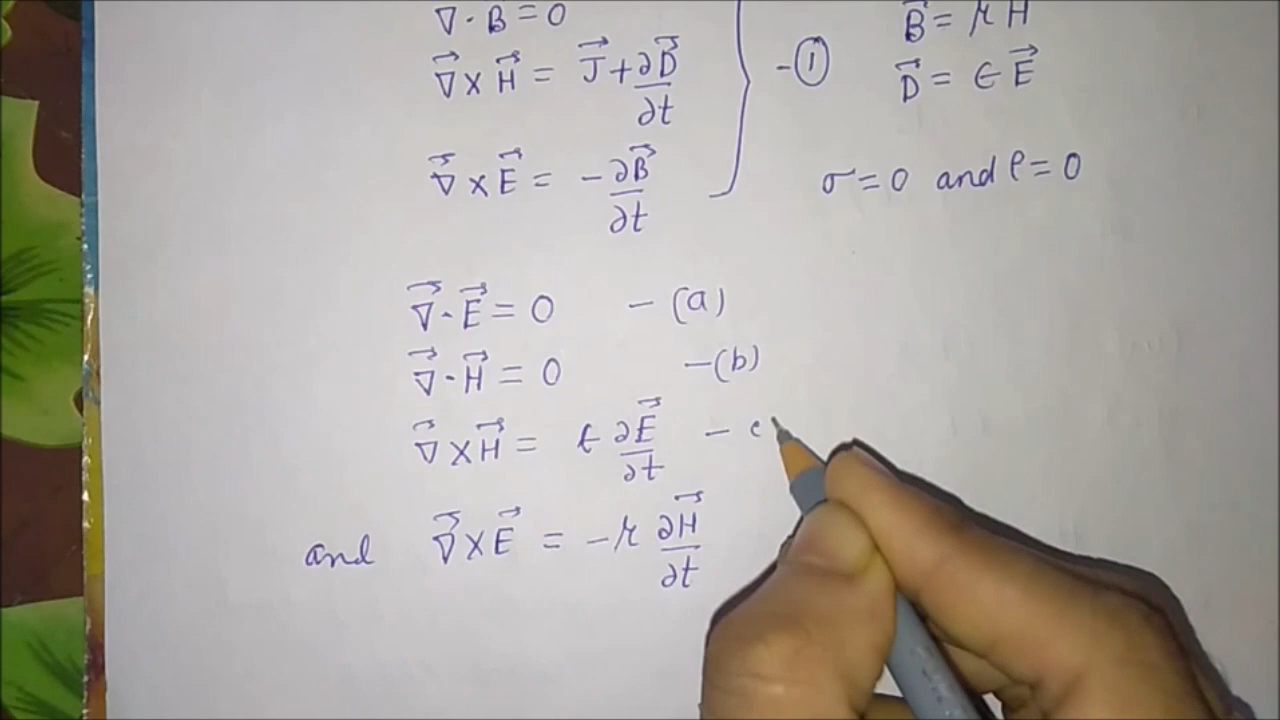 ∇ · B = 0
∇⃗ × H⃗ = J⃗ + ∂D⃗/∂t
∇⃗ × E⃗ = - ∂B⃗/∂t
- ①
B⃗ = μ H
D⃗ = ϵ E⃗
σ = 0 and ρ = 0
∇⃗ · E⃗ = 0 - (a)
∇⃗ · H⃗ = 0 - (b)
∇⃗ × H⃗ = ϵ ∂E⃗/∂t - c
and ∇⃗ × E⃗ = - μ ∂H⃗/∂t